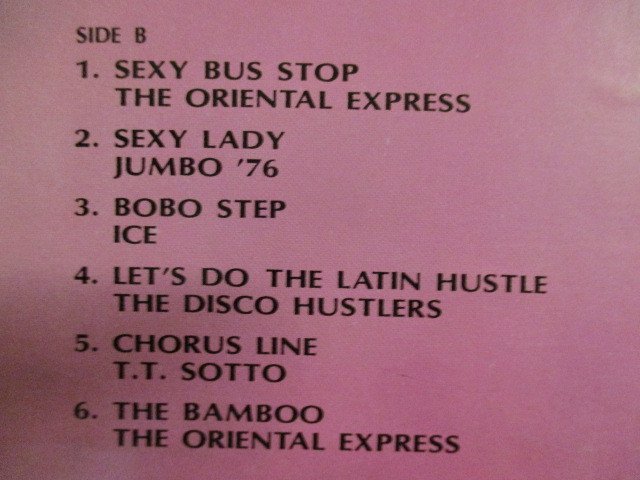 SIDE B
1. SEXY BUS STOP
THE ORIENTAL EXPRESS
2. SEXY LADY
JUMBO '76
3. BOBO STEP
ICE
4. LET'S DO THE LATIN HUSTLE
THE DISCO HUSTLERS
5. CHORUS LINE
T.T. SOTTO
6. THE BAMBOO
THE ORIENTAL EXPRESS